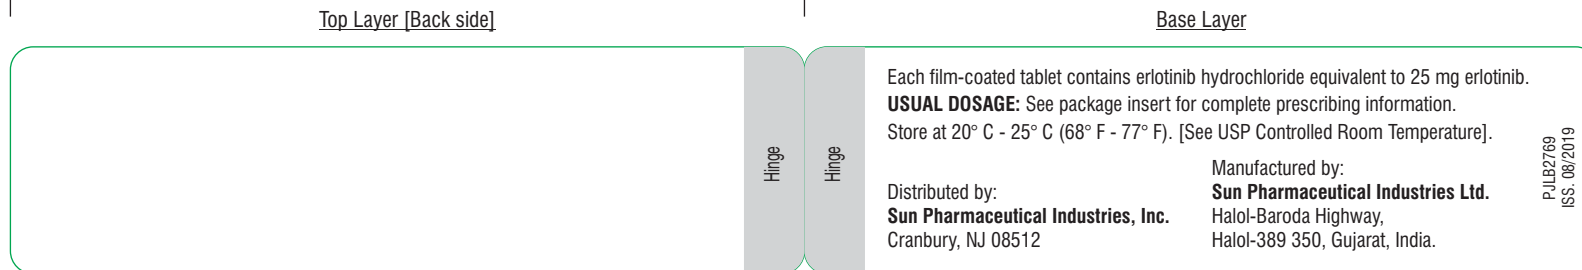 Top Layer [Back side]
Base Layer
Hinge
Hinge
Each film-coated tablet contains erlotinib hydrochloride equivalent to 25 mg erlotinib.
USUAL DOSAGE: See package insert for complete prescribing information.
Store at 20° C - 25° C (68° F - 77° F). [See USP Controlled Room Temperature].
Distributed by:
Sun Pharmaceutical Industries, Inc.
Cranbury, NJ 08512
Manufactured by:
Sun Pharmaceutical Industries Ltd.
Halol-Baroda Highway,
Halol-389 350, Gujarat, India.
PJLB2769
ISS. 08/2019